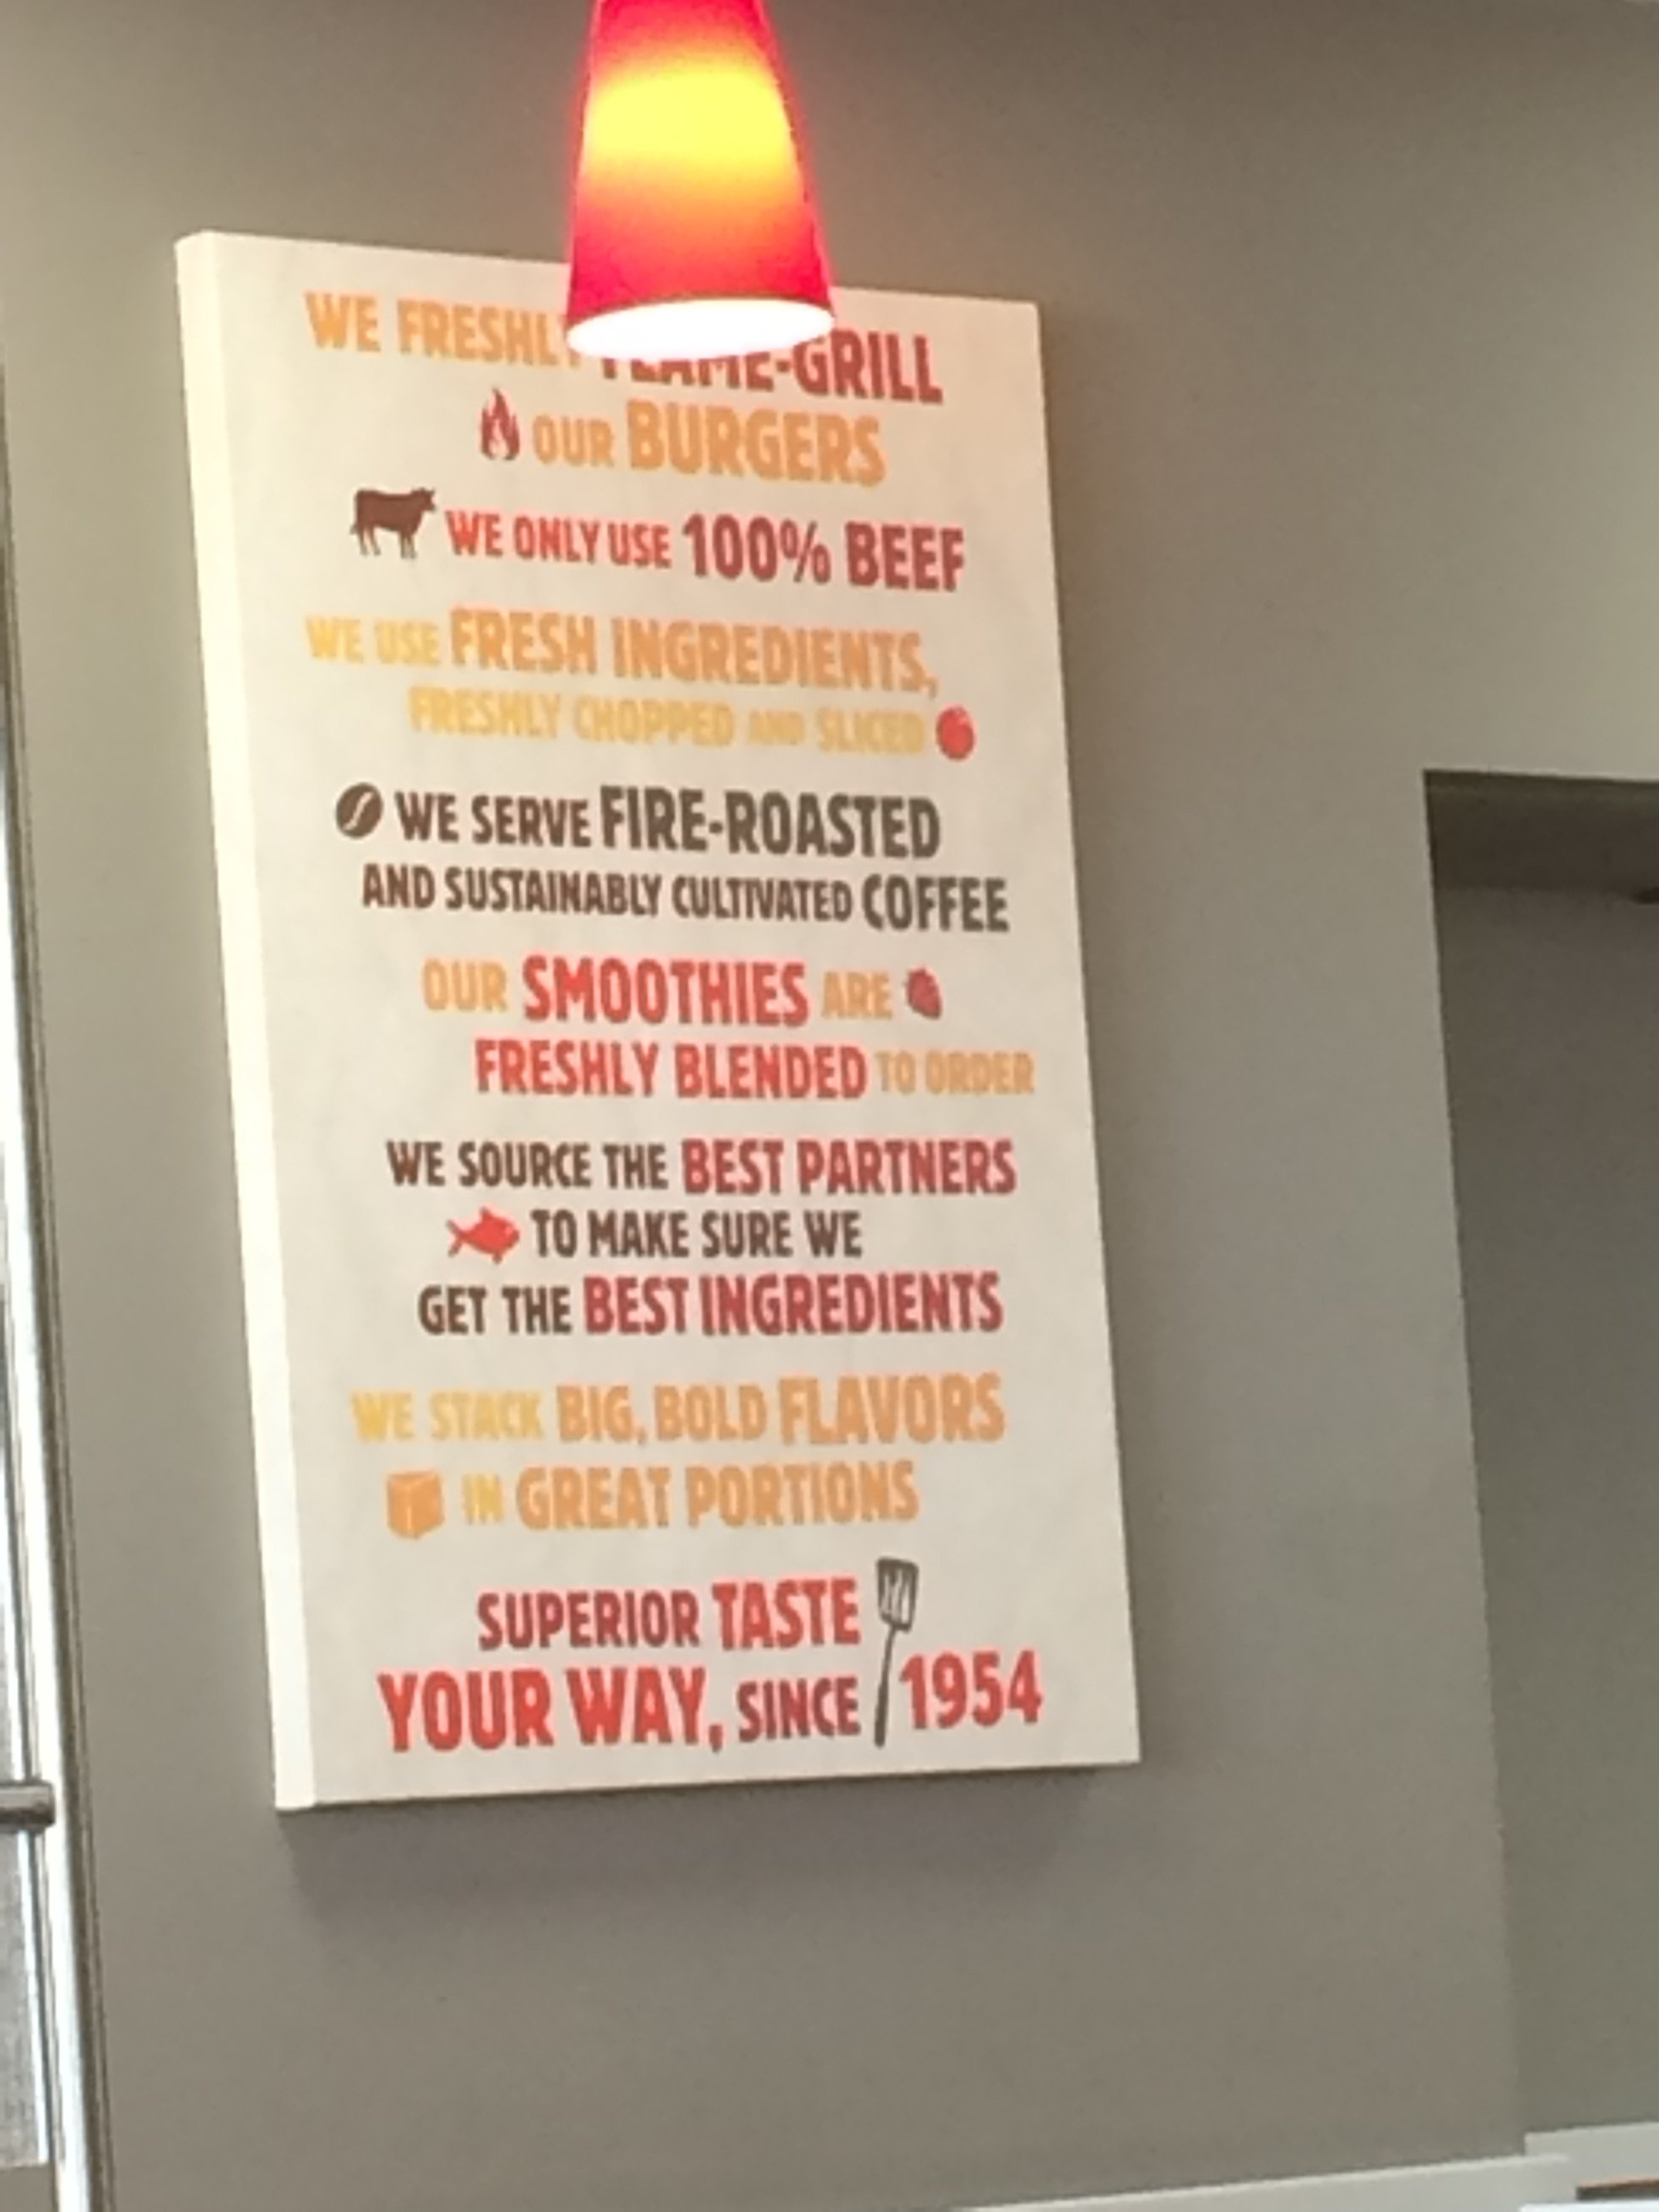 WE FRESHLY FLAME-GRILL
OUR BURGERS
WE ONLY USE 100% BEEF
WE USE FRESH INGREDIENTS,
FRESHLY CHOPPED AND SLICED
WE SERVE FIRE-ROASTED
AND SUSTAINABLY CULTIVATED COFFEE
OUR SMOOTHIES ARE
FRESHLY BLENDED TO ORDER
WE SOURCE THE BEST PARTNERS
TO MAKE SURE WE
GET THE BEST INGREDIENTS
WE STACK BIG, BOLD FLAVORS
IN GREAT PORTIONS
SUPERIOR TASTE
YOUR WAY, SINCE 1954